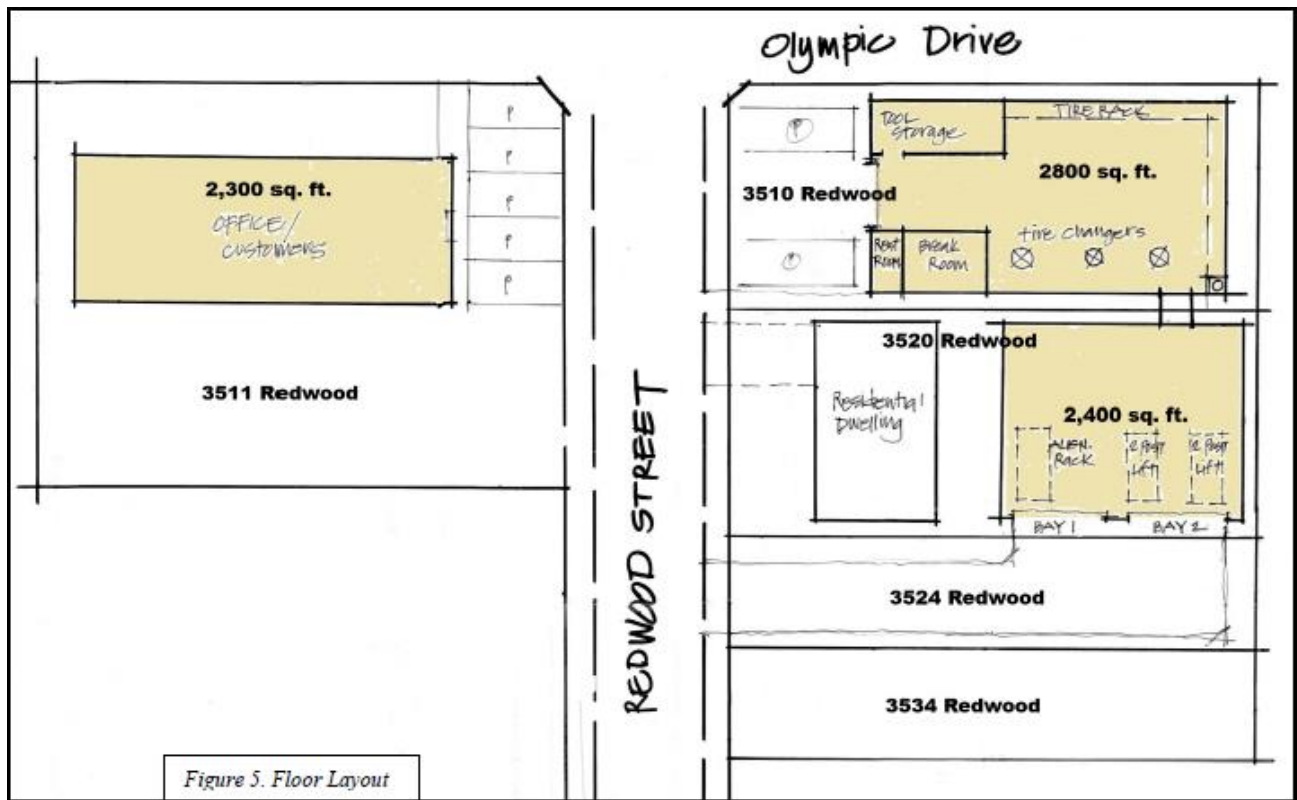 Olympic Drive
P
P
P
P
P
2,300 sq. ft.
OFFICE/
customers
3511 Redwood
REDWOOD STREET
P
P
3510 Redwood
TOOL
Storage
TIRE RACK
2800 sq. ft.
tire changers
Rest
Room
Break
Room
3520 Redwood
Residential
Dwelling
2,400 sq. ft.
ALIGN.
Rack
2 Post
Lift
2 Post
Lift
BAY 1
BAY 2
3524 Redwood
3534 Redwood
Figure 5. Floor Layout